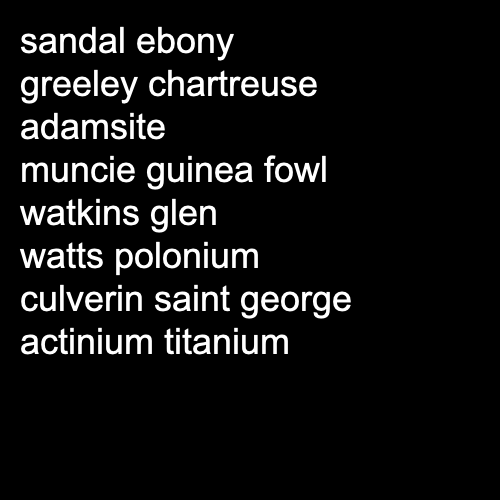 sandal ebony
greeley chartreuse
adamsite
muncie guinea fowl
watkins glen
watts polonium
culverin saint george
actinium titanium